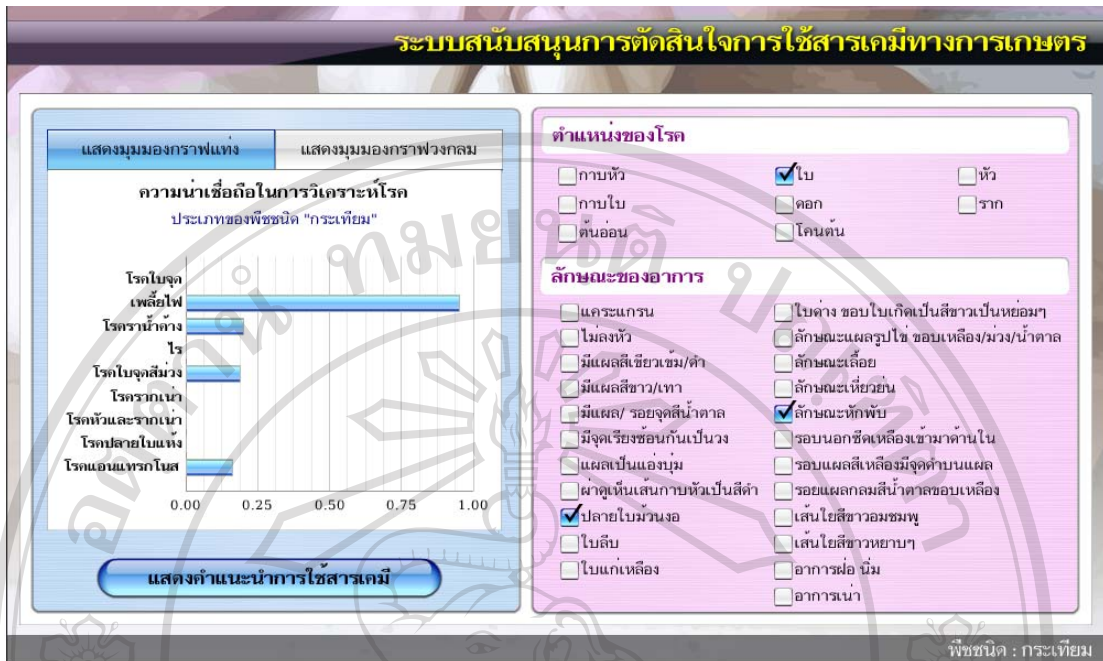 ระบบสนับสนุนการตัดสินใจการใช้สารเคมีทางการเกษตร
แสดงมุมมองกราฟแท่ง
แสดงมุมมองกราฟวงกลม
ความน่าเชื่อถือในการวิเคราะห์โรค
ประเภทของพืชชนิด "กระเทียม"
โรคใบจุด
เพลี้ยไฟ
โรคราน้ำค้าง
ไร
โรคใบจุดสีม่วง
โรครากเน่า
โรคหัวและรากเน่า
โรคปลายใบแห้ง
โรคแอนแทรกโนส
0.00 0.25 0.50 0.75 1.00
แสดงคำแนะนำการใช้สารเคมี
ตำแหน่งของโรค
กาบหัว ใบ หัว
กาบใบ ดอก ราก
ต้นอ่อน โคนต้น
ลักษณะของอาการ
แคระแกรน
ไม่ลงหัว
มีแผลสีเขียวเข้ม/ดำ
มีแผลสีขาว/เทา
มีแผล/ รอยจุดสีน้ำตาล
มีจุดเรียงซ้อนกันเป็นวง
แผลเป็นแอ่งบุ๋ม
ผ่าดูเห็นเส้นกาบหัวเป็นสีดำ
ปลายใบม้วนงอ
ใบลีบ
ใบแก่เหลือง
ใบด่าง ขอบใบเกิดเป็นสีขาวเป็นหย่อมๆ
ลักษณะแผลรูปไข่ ขอบเหลือง/ม่วง/น้ำตาล
ลักษณะเลื้อย
ลักษณะเหี่ยวย่น
ลักษณะหักพับ
รอบนอกซีดเหลืองเข้ามาด้านใน
รอบแผลสีเหลืองมีจุดดำบนแผล
รอยแผลกลมสีน้ำตาลขอบเหลือง
เส้นใยสีขาวอมชมพู
เส้นใยสีขาวหยาบๆ
อาการฝ่อ นิ่ม
อาการเน่า
พืชชนิด : กระเทียม